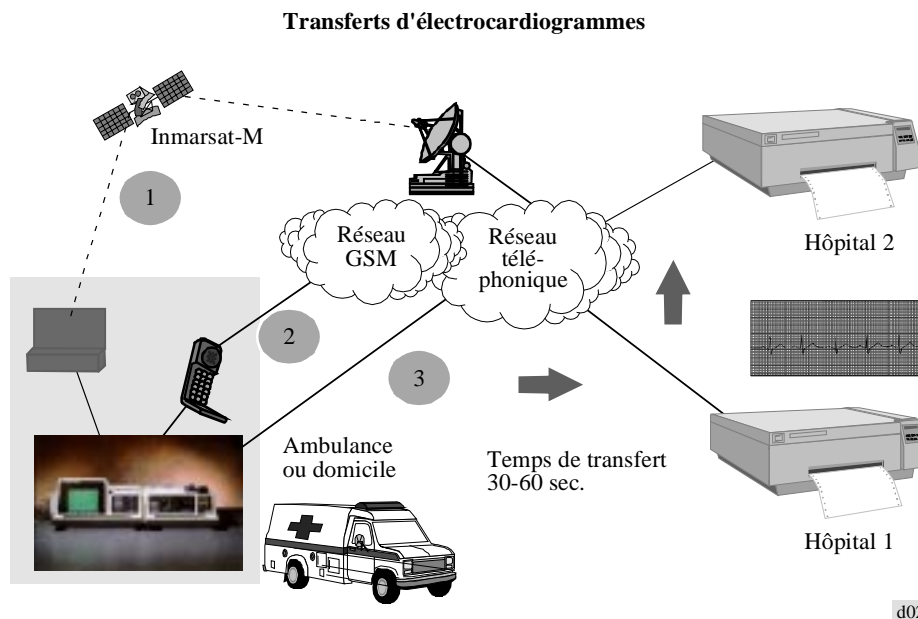 Transferts d'électrocardiogrammes
Inmarsat-M
1
Réseau
GSM
Réseau
télé-
phonique
Hôpital 2
2
3
Ambulance
ou domicile
Temps de transfert
30-60 sec.
Hôpital 1
d02